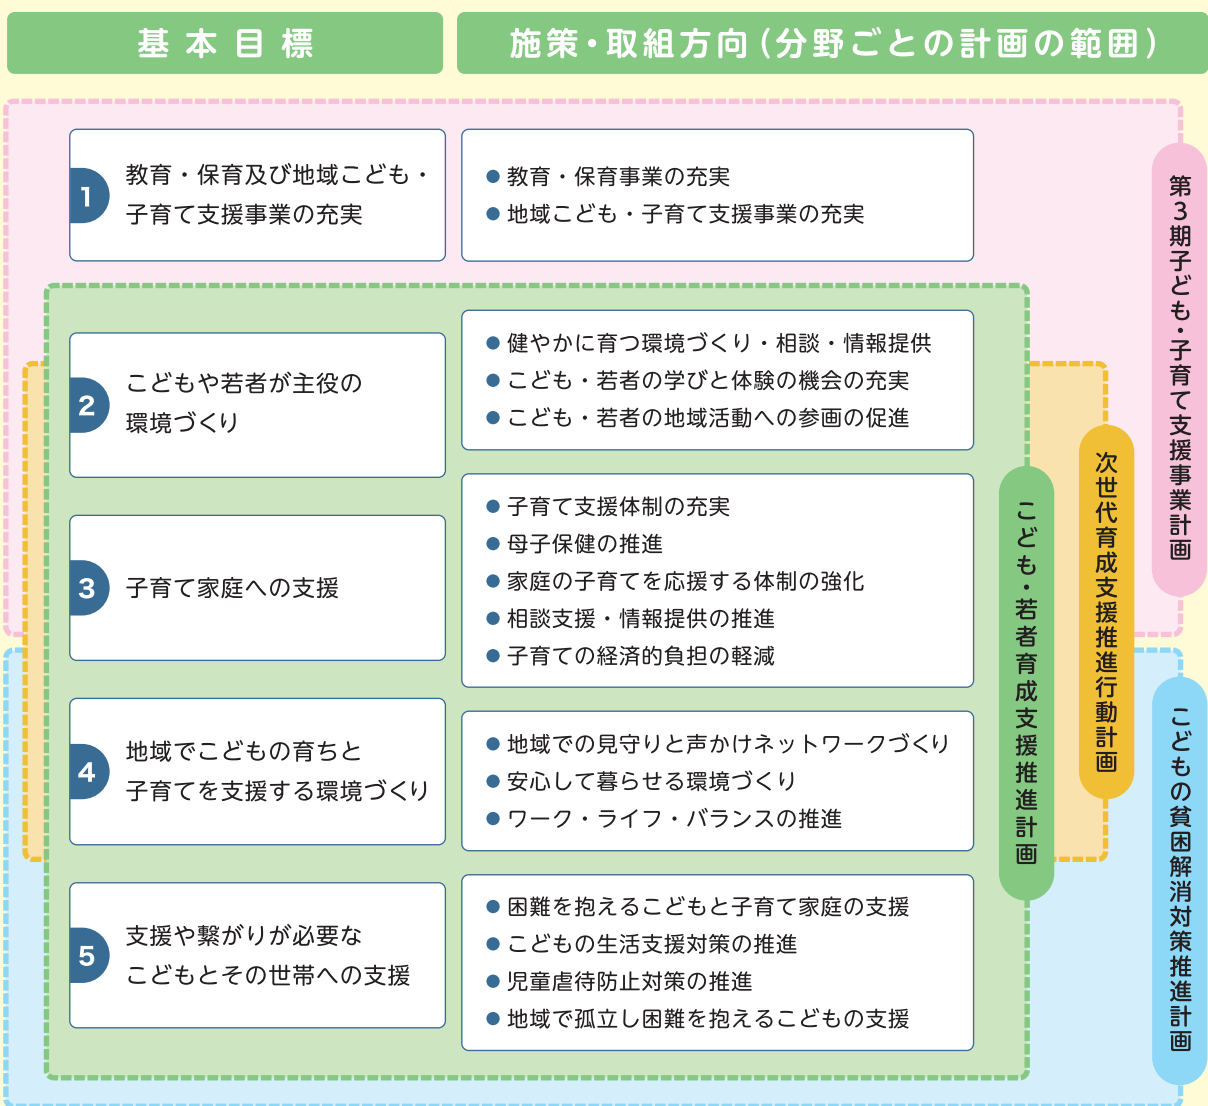 基本目標
施策・取組方向（分野ごとの計画の範囲）
1
教育・保育及び地域こども・
子育て支援事業の充実
●教育・保育事業の充実
●地域こども・子育て支援事業の充実
2
こどもや若者が主役の
環境づくり
●健やかに育つ環境づくり・相談・情報提供
●こども・若者の学びと体験の機会の充実
●こども・若者の地域活動への参画の促進
3
子育て家庭への支援
●子育て支援体制の充実
●母子保健の推進
●家庭の子育てを応援する体制の強化
●相談支援・情報提供の推進
●子育ての経済的負担の軽減
4
地域でこどもの育ちと
子育てを支援する環境づくり
●地域での見守りと声かけネットワークづくり
●安心して暮らせる環境づくり
●ワーク・ライフ・バランスの推進
5
支援や繋がりが必要な
こどもとその世帯への支援
●困難を抱えるこどもと子育て家庭の支援
●こどもの生活支援対策の推進
●児童虐待防止対策の推進
●地域で孤立し困難を抱えるこどもの支援
こども・若者育成支援推進計画
次世代育成支援推進行動計画
第3期子ども・子育て支援事業計画
こどもの貧困解消対策推進計画